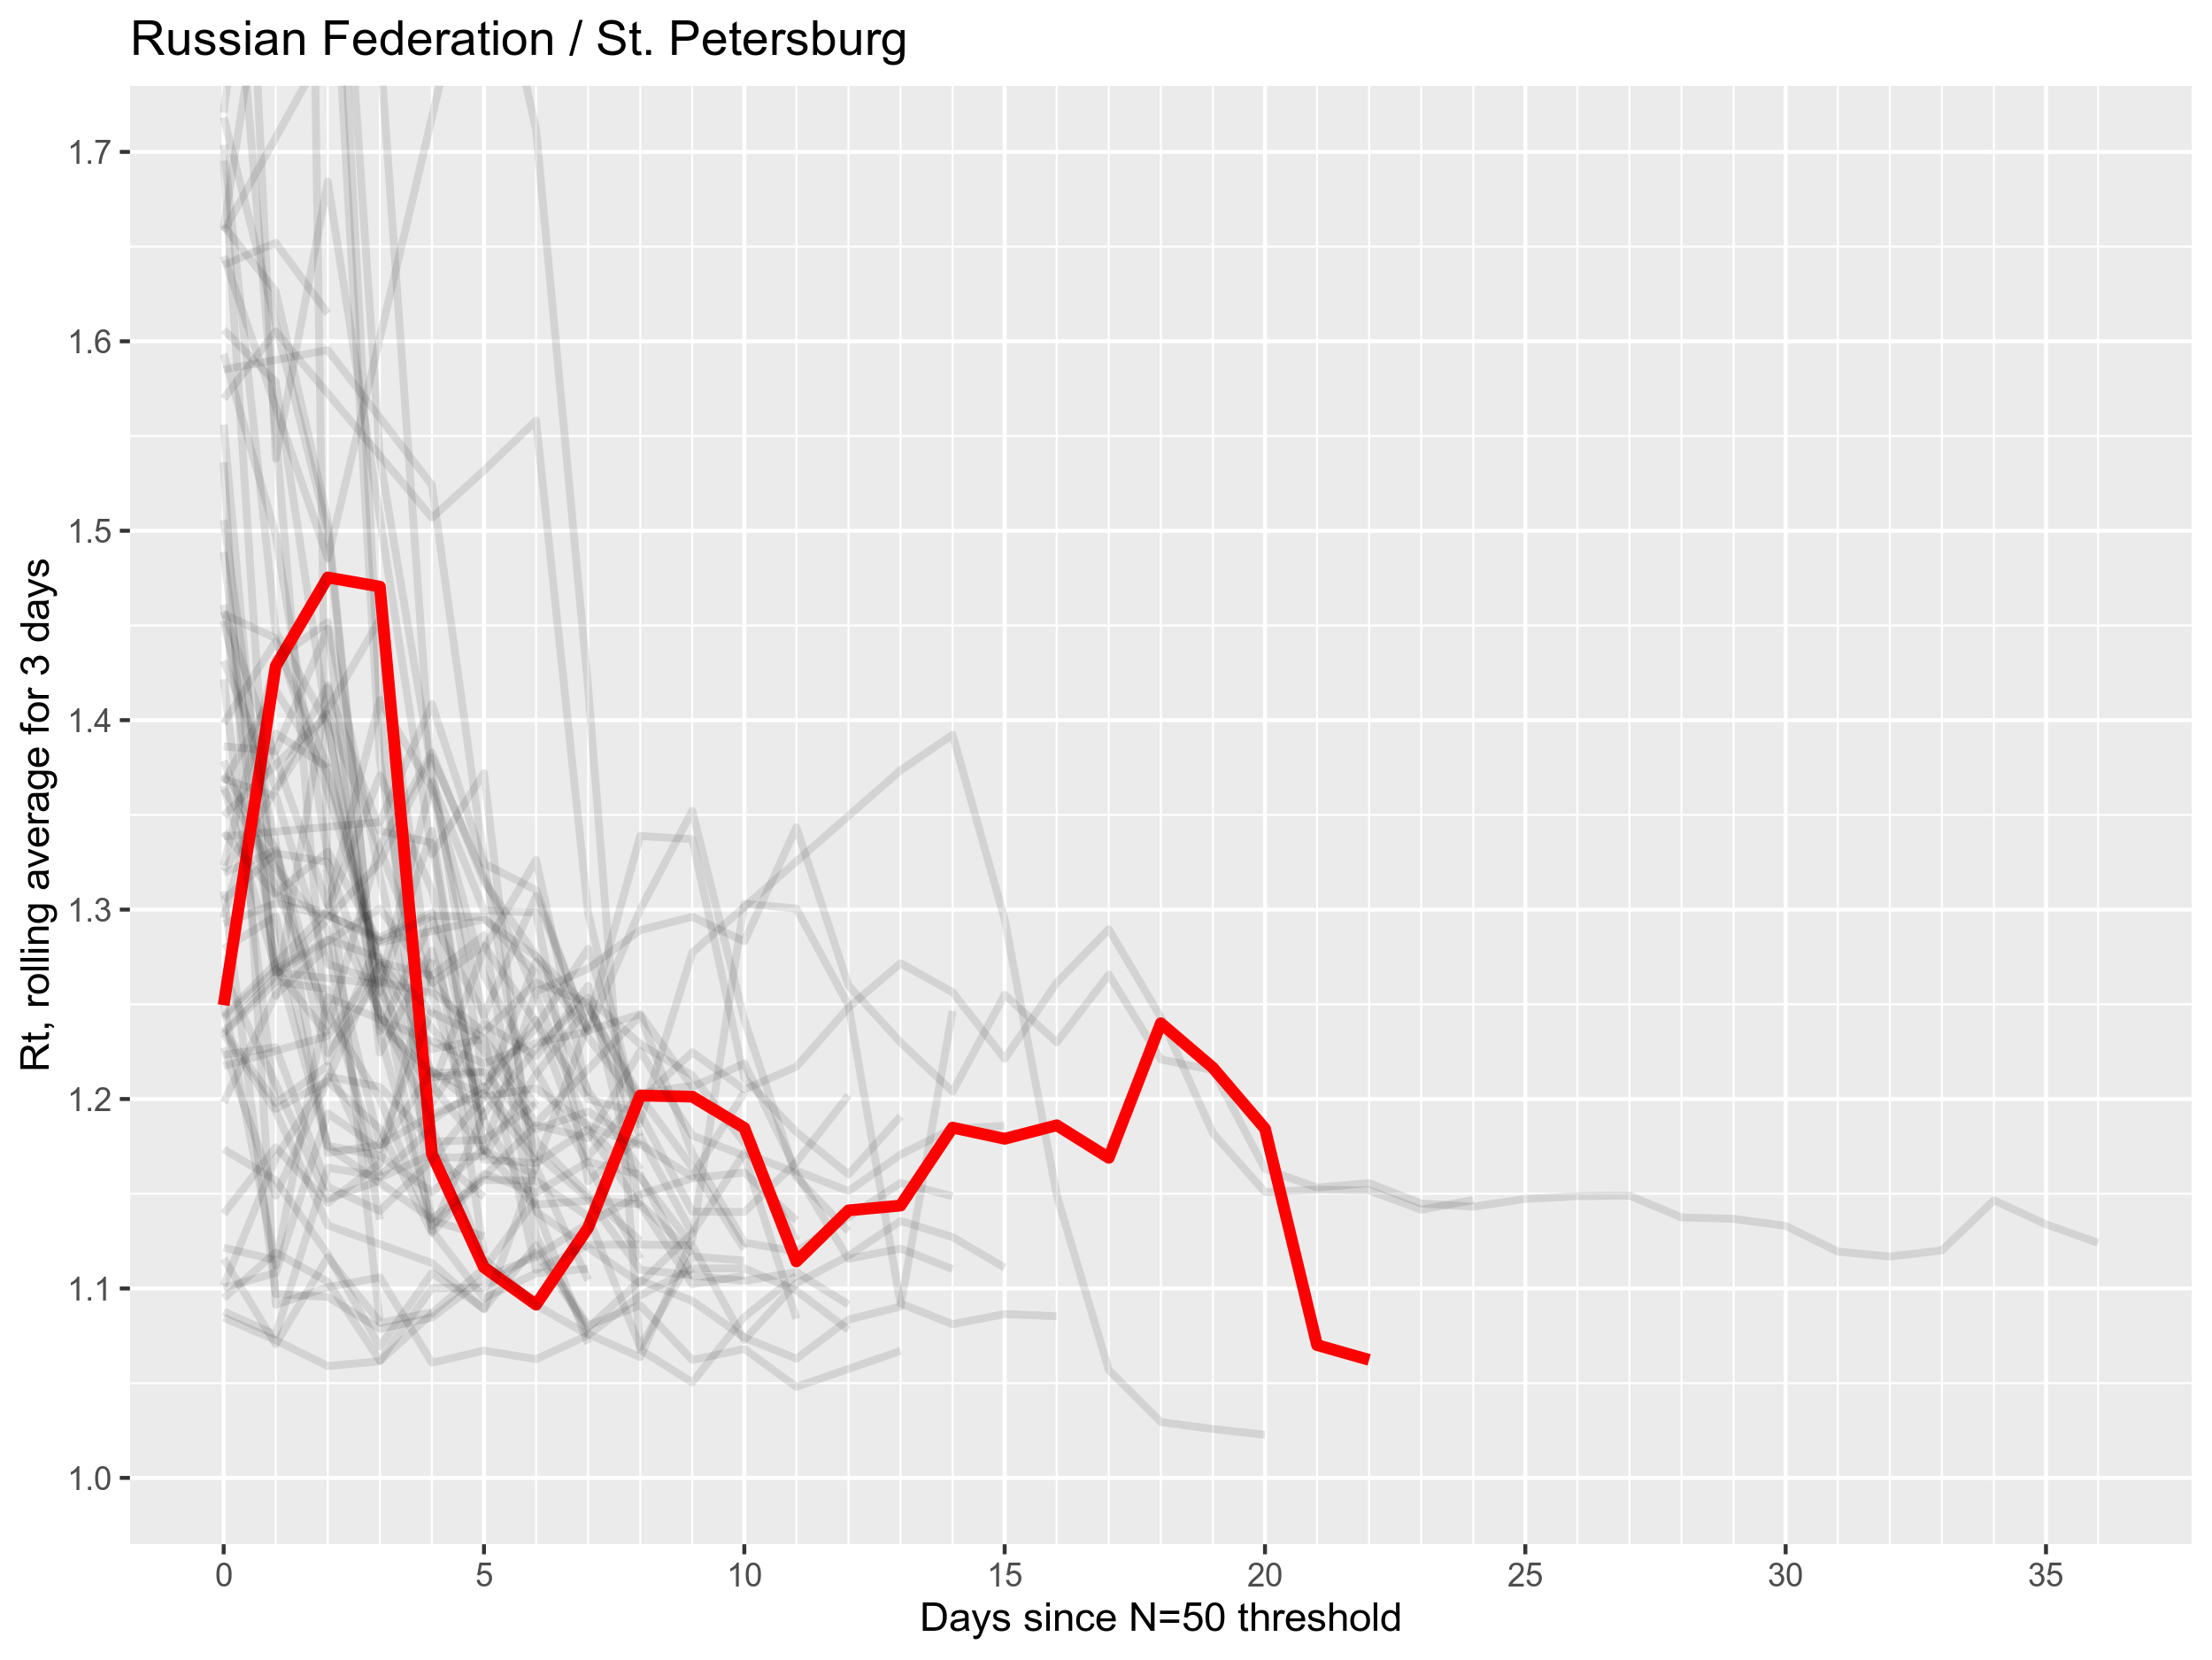 Russian Federation / St. Petersburg
Rt, rolling average for 3 days
1.7
1.6
1.5
1.4
1.3
1.2
1.1
1.0
0 5 10 15 20 25 30 35
Days since N=50 threshold